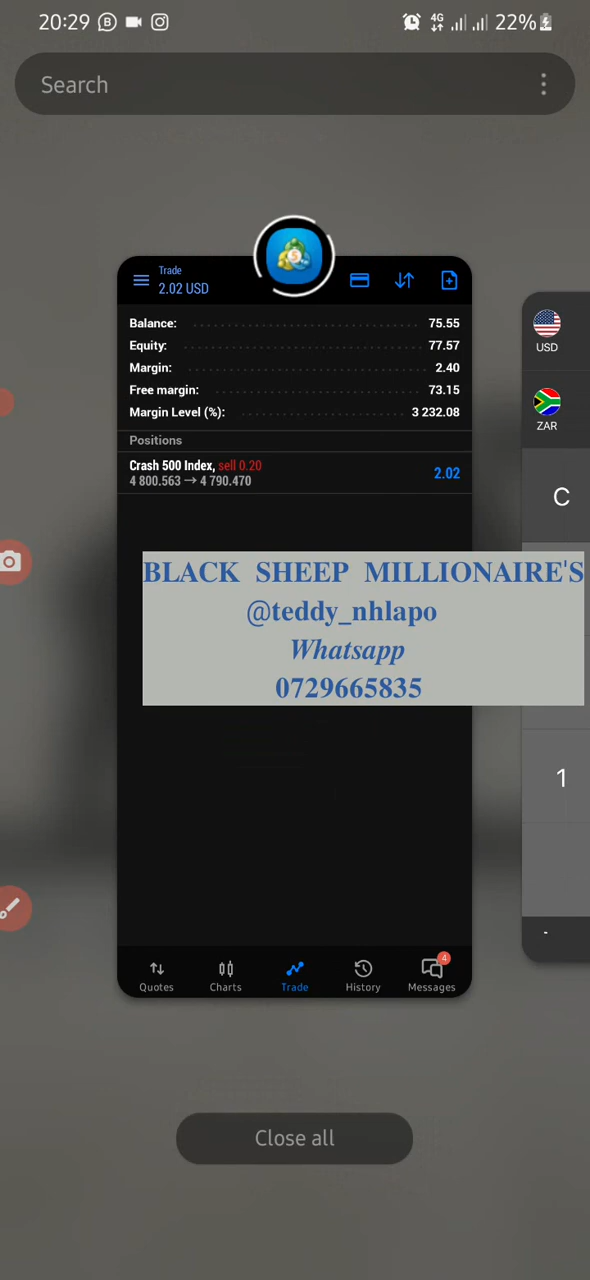 20:29
4G
22%
Search
Trade
2.02 USD
Balance: 75.55
Equity: 77.57
Margin: 2.40
Free margin: 73.15
Margin Level (%): 3 232.08
Positions
Crash 500 Index, sell 0.20
4 800.563 → 4 790.470
2.02
USD
ZAR
C
1
BLACK SHEEP MILLIONAIRE'S
@teddy_nhlapo
Whatsapp
0729665835
Quotes
Charts
Trade
History
4
Messages
Close all